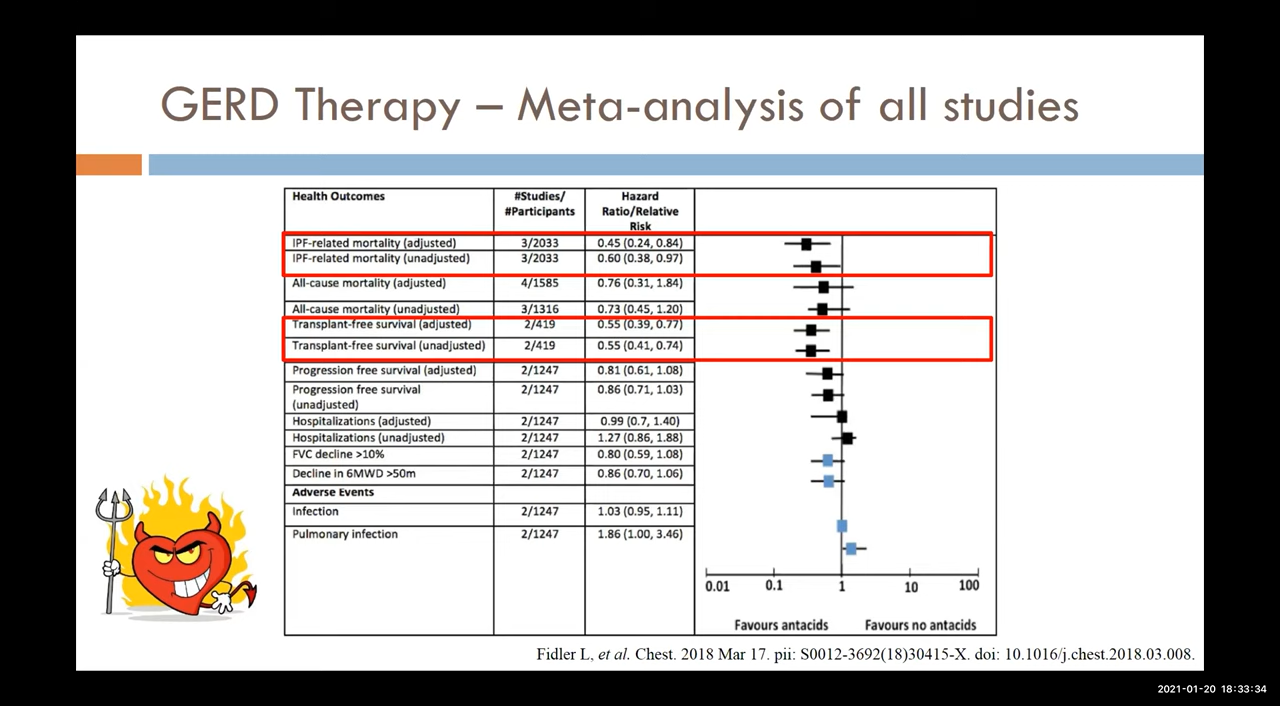 GERD Therapy – Meta-analysis of all studies
Health Outcomes #Studies/ #Participants Hazard Ratio/Relative Risk
IPF-related mortality (adjusted) 3/2033 0.45 (0.24, 0.84)
IPF-related mortality (unadjusted) 3/2033 0.60 (0.38, 0.97)
All-cause mortality (adjusted) 4/1585 0.76 (0.31, 1.84)
All-cause mortality (unadjusted) 3/1316 0.73 (0.45, 1.20)
Transplant-free survival (adjusted) 2/419 0.55 (0.39, 0.77)
Transplant-free survival (unadjusted) 2/419 0.55 (0.41, 0.74)
Progression free survival (adjusted) 2/1247 0.81 (0.61, 1.08)
Progression free survival (unadjusted) 2/1247 0.86 (0.71, 1.03)
Hospitalizations (adjusted) 2/1247 0.99 (0.7, 1.40)
Hospitalizations (unadjusted) 2/1247 1.27 (0.86, 1.88)
FVC decline >10% 2/1247 0.80 (0.59, 1.08)
Decline in 6MWD >50m 2/1247 0.86 (0.70, 1.06)
Adverse Events
Infection 2/1247 1.03 (0.95, 1.11)
Pulmonary infection 2/1247 1.86 (1.00, 3.46)
0.01 0.1 1 10 100
Favours antacids Favours no antacids
Fidler L, et al. Chest. 2018 Mar 17. pii: S0012-3692(18)30415-X. doi: 10.1016/j.chest.2018.03.008.
2021-01-20 18:33:34